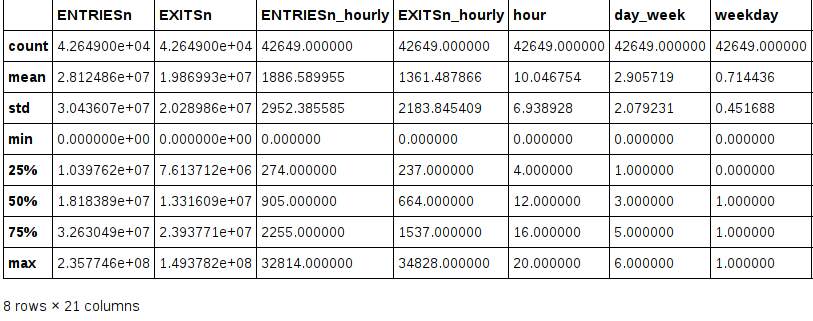 ENTRIESn EXITSn ENTRIESn_hourly EXITSn_hourly hour day_week weekday
count 4.264900e+04 4.264900e+04 42649.000000 42649.000000 42649.000000 42649.000000 42649.000000
mean 2.812486e+07 1.986993e+07 1886.589955 1361.487866 10.046754 2.905719 0.714436
std 3.043607e+07 2.028986e+07 2952.385585 2183.845409 6.938928 2.079231 0.451688
min 0.000000e+00 0.000000e+00 0.000000 0.000000 0.000000 0.000000 0.000000
25% 1.039762e+07 7.613712e+06 274.000000 237.000000 4.000000 1.000000 0.000000
50% 1.818389e+07 1.331609e+07 905.000000 664.000000 12.000000 3.000000 1.000000
75% 3.263049e+07 2.393771e+07 2255.000000 1537.000000 16.000000 5.000000 1.000000
max 2.357746e+08 1.493782e+08 32814.000000 34828.000000 20.000000 6.000000 1.000000
8 rows × 21 columns